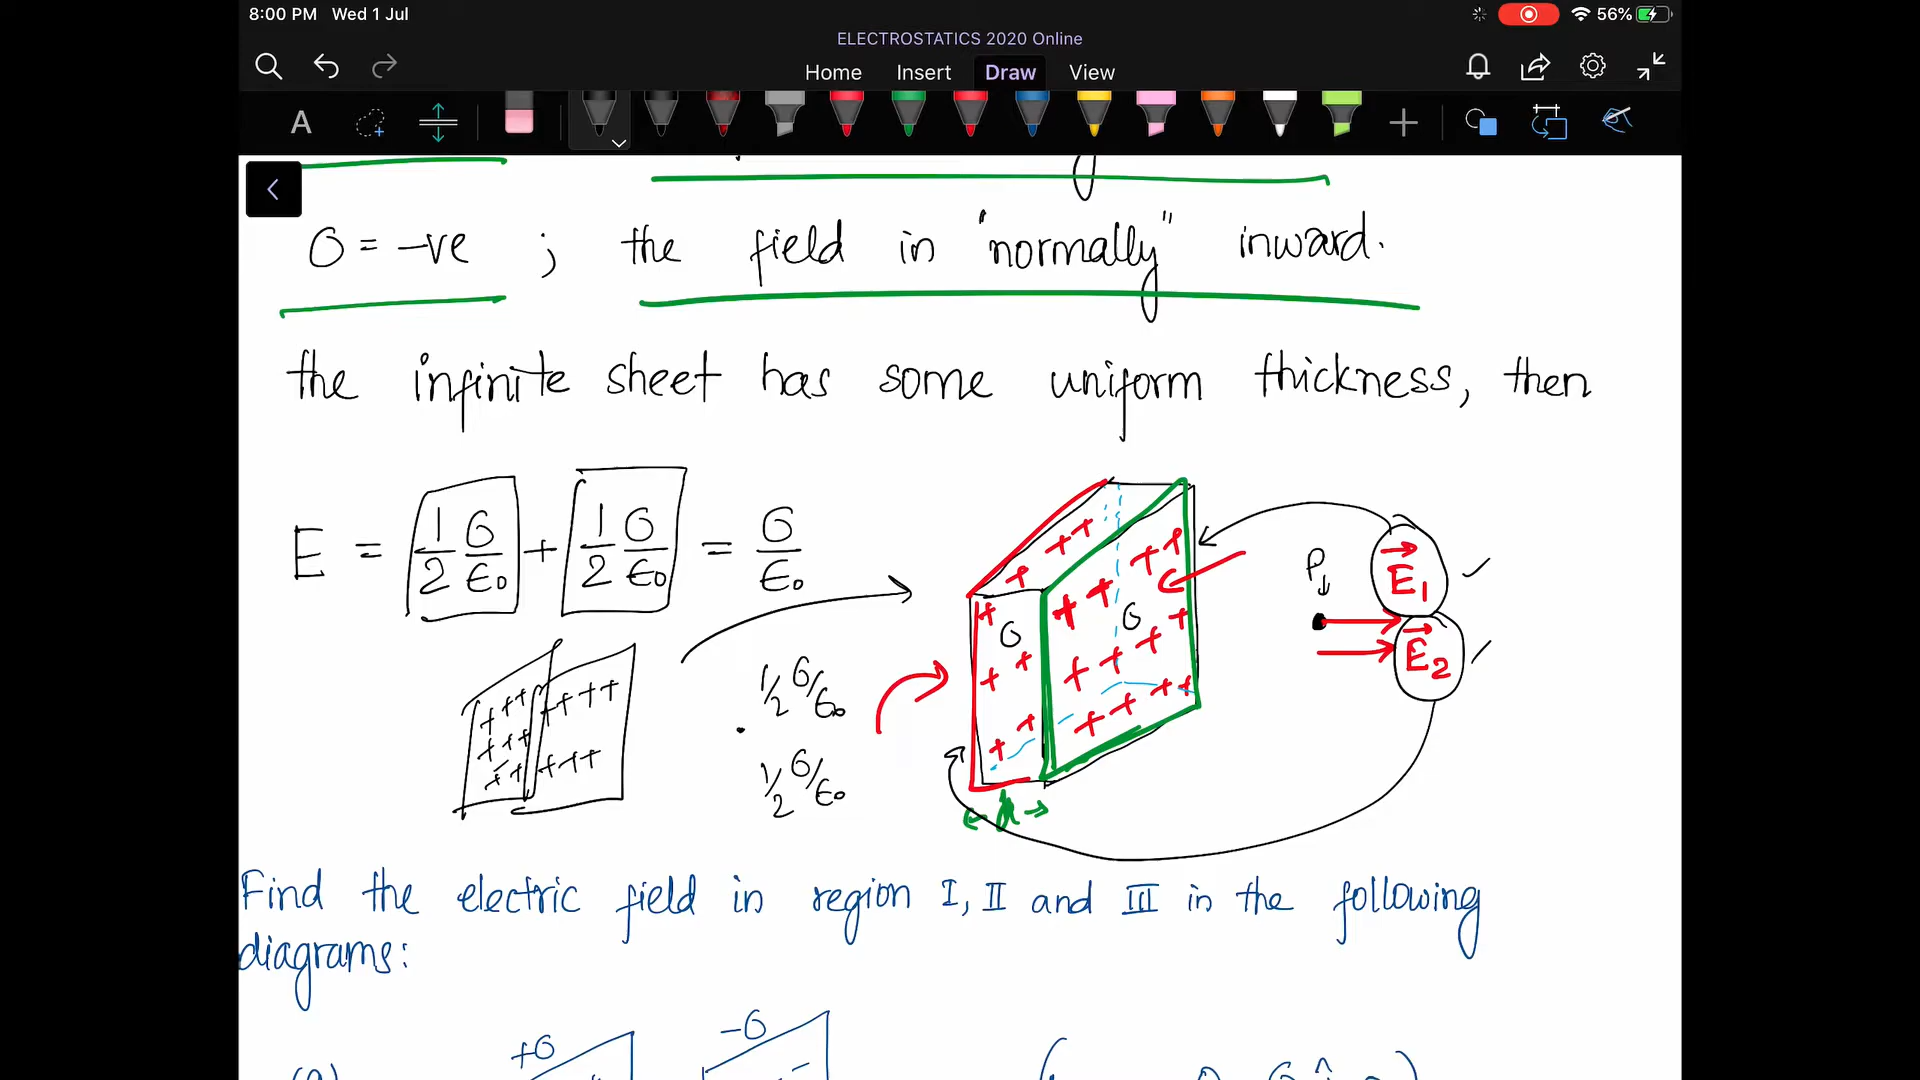 8:00 PM Wed 1 Jul
56%
ELECTROSTATICS 2020 Online
Home Insert Draw View
A
σ = -ve ; the field in "normally" inward.
the infinite sheet has some uniform thickness, then
E = 1/2 σ/ε₀ + 1/2 σ/ε₀ = σ/ε₀
P
E₁
E₂
σ σ
1/2 σ/ε₀
1/2 σ/ε₀
Find the electric field in region I, II and III in the following
diagrams:
+σ -σ
(a)